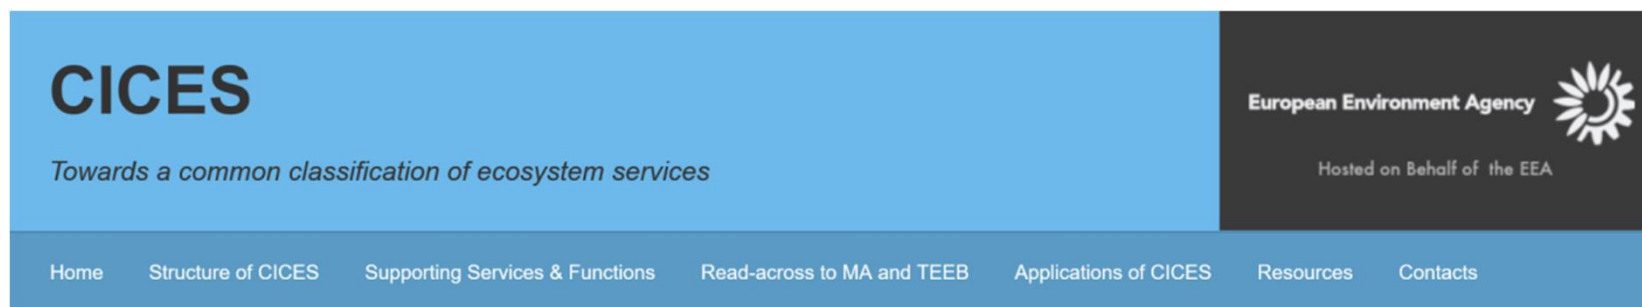 CICES
Towards a common classification of ecosystem services
European Environment Agency
Hosted on Behalf of the EEA
Home Structure of CICES Supporting Services & Functions Read-across to MA and TEEB Applications of CICES Resources Contacts